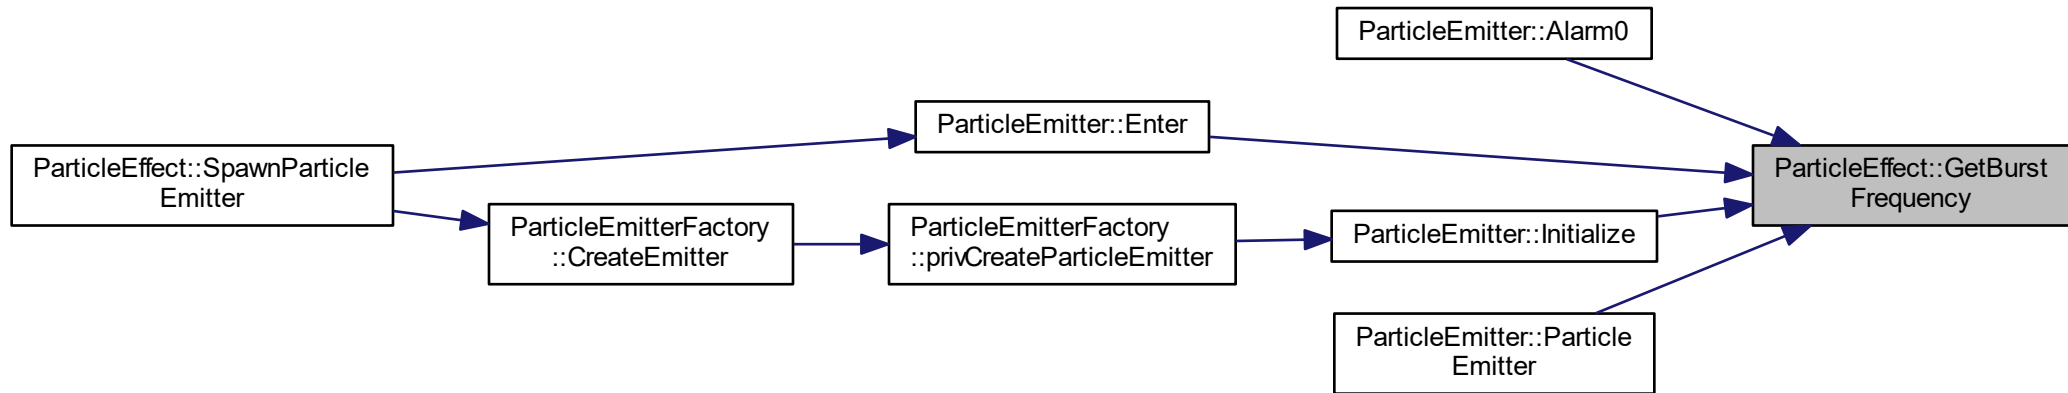 ParticleEmitter::Alarm0
ParticleEmitter::Enter
ParticleEffect::SpawnParticle
Emitter
ParticleEffect::GetBurst
Frequency
ParticleEmitterFactory
::CreateEmitter
ParticleEmitterFactory
::privCreateParticleEmitter
ParticleEmitter::Initialize
ParticleEmitter::Particle
Emitter